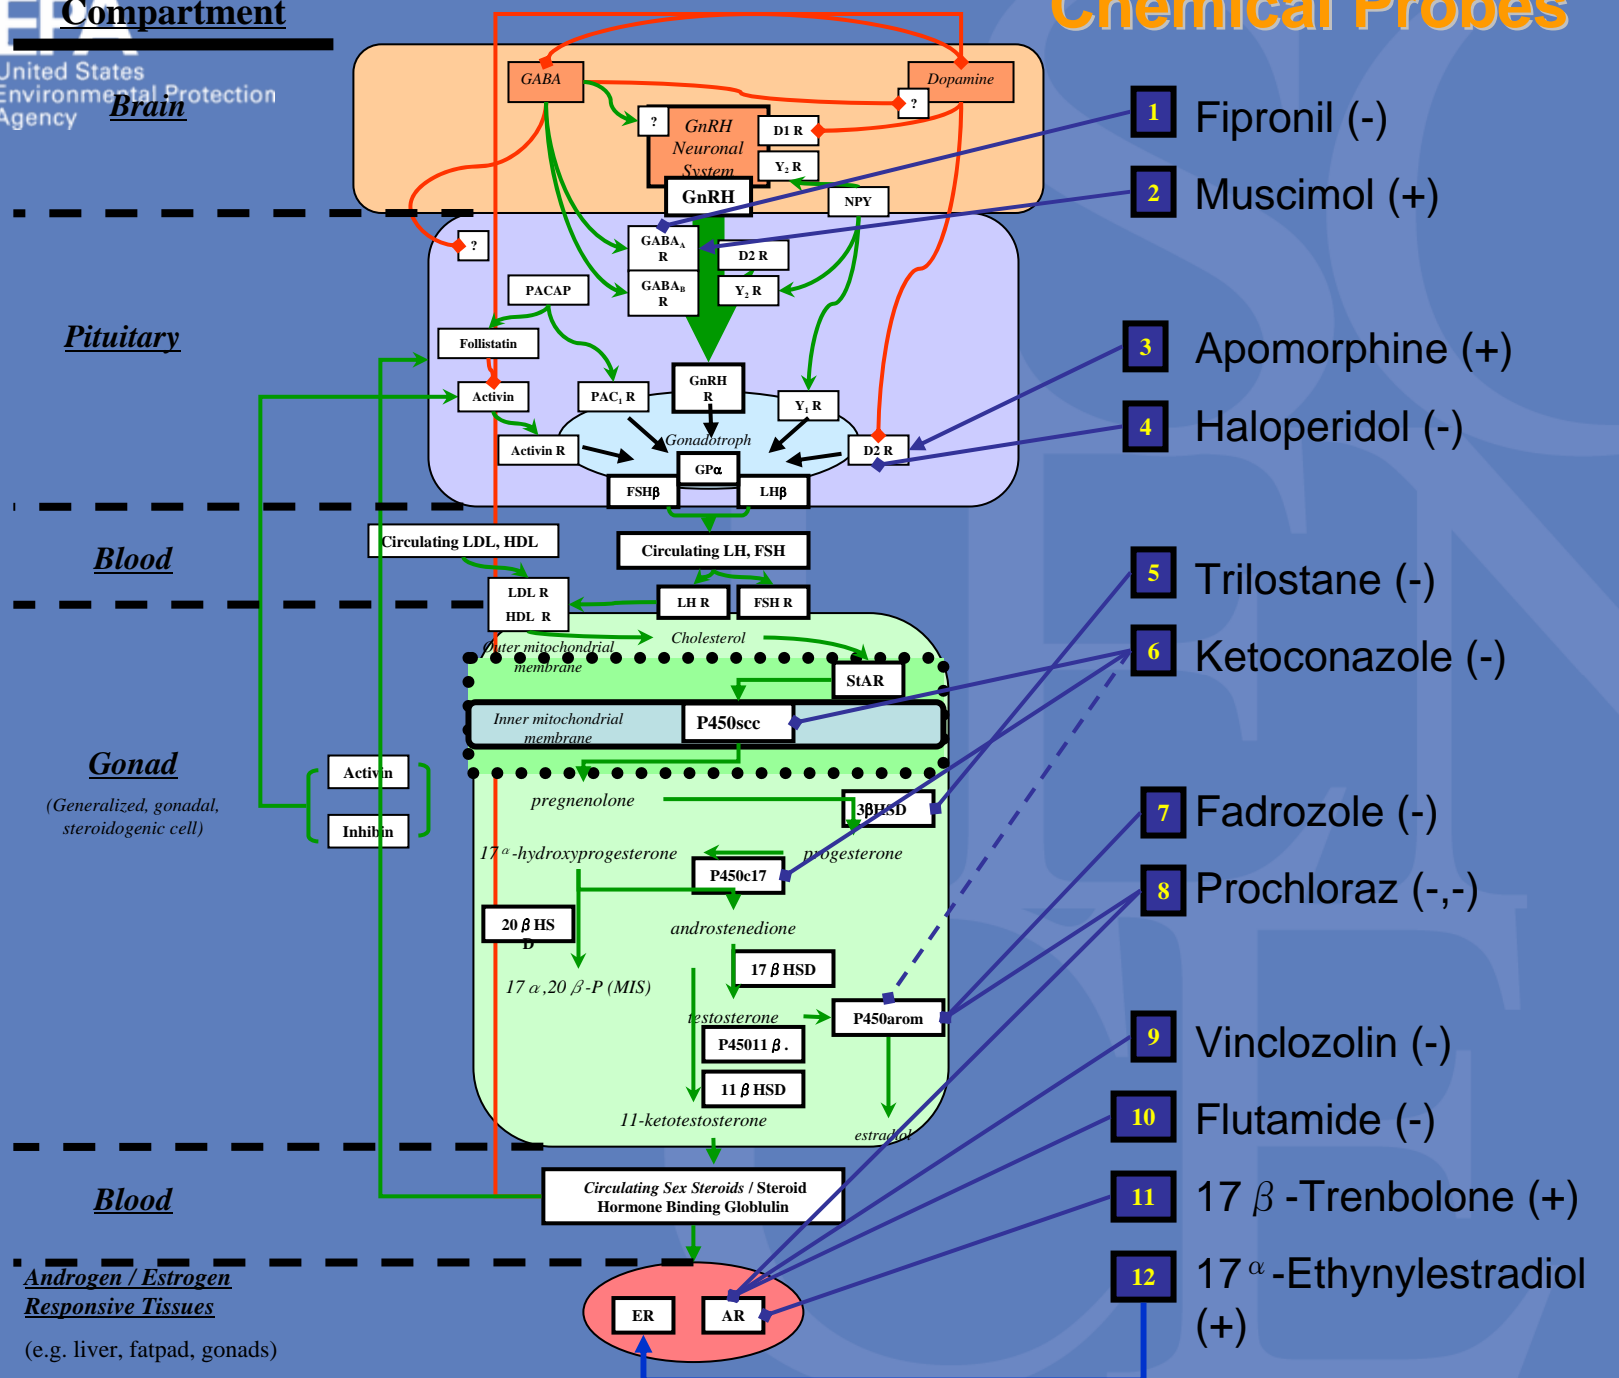 Compartment
Chemical Probes
EPA
United States
Environmental Protection
Agency
Brain
GABA
Dopamine
?
?
GnRH
Neuronal
System
D1 R
Y2 R
GnRH
NPY
1
Fipronil (-)
2
Muscimol (+)
Pituitary
?
GABAA
R
D2 R
GABAB
R
Y2 R
PACAP
Follistatin
Activin
PAC1 R
GnRH
R
Y1 R
Gonadotroph
Activin R
D2 R
GPα
FSHβ
LHβ
3
Apomorphine (+)
4
Haloperidol (-)
Blood
Circulating LDL, HDL
Circulating LH, FSH
LDL R
HDL R
LH R
FSH R
5
Trilostane (-)
6
Ketoconazole (-)
Gonad
(Generalized, gonadal,
steroidogenic cell)
Activin
Inhibin
Outer mitochondrial
membrane
Cholesterol
StAR
Inner mitochondrial
membrane
P450scc
pregnenolone
3βHSD
17α-hydroxyprogesterone
progesterone
P450c17
20βHS
D
androstenedione
17βHSD
17α,20β-P (MIS)
testosterone
P450arom
P45011β.
11βHSD
11-ketotestosterone
estradiol
7
Fadrozole (-)
8
Prochloraz (-,-)
9
Vinclozolin (-)
10
Flutamide (-)
11
17β-Trenbolone (+)
12
17α-Ethynylestradiol
(+)
Blood
Circulating Sex Steroids / Steroid
Hormone Binding Globlulin
Androgen / Estrogen
Responsive Tissues
(e.g. liver, fatpad, gonads)
ER
AR